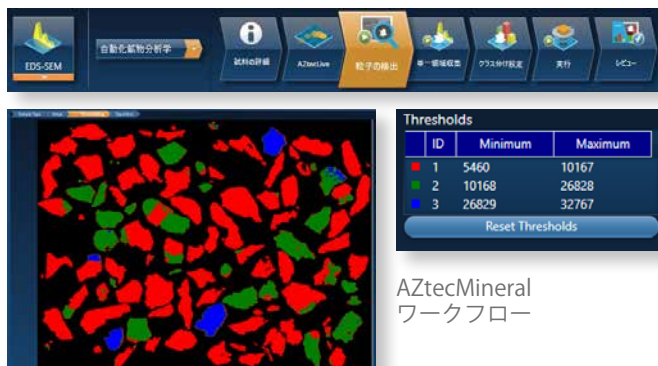 EDS-SEM
自動化鉱物分析学
試料の詳細
AZtecLive
粒子の検出
単一領域収集
クラス分け設定
実行
レビュー
Thresholds
ID Minimum Maximum
1 5460 10167
2 10168 26828
3 26829 32767
Reset Thresholds
AZtecMineral
ワークフロー